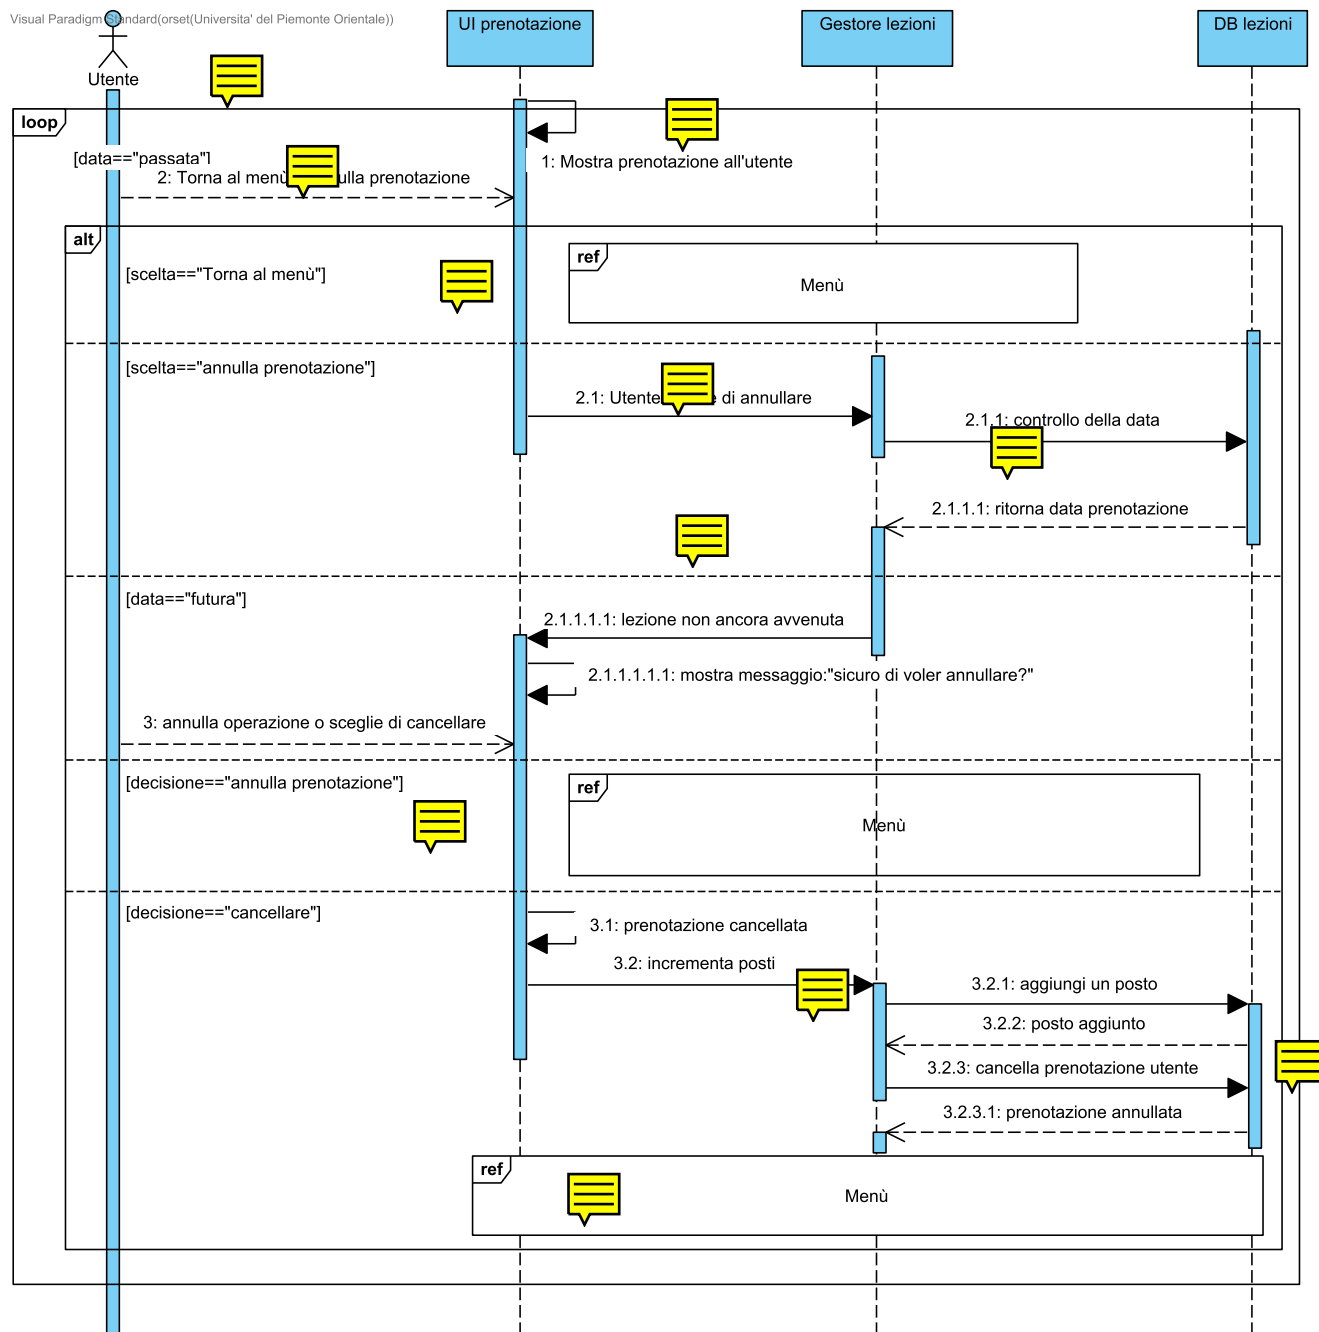 Visual Paradigm Standard(orset(Universita' del Piemonte Orientale))
UI prenotazione
Gestore lezioni
DB lezioni
Utente
loop
[data=="passata"]
1: Mostra prenotazione all'utente
2: Torna al menù ulla prenotazione
alt
ref
[scelta=="Torna al menù"]
Menù
[scelta=="annulla prenotazione"]
2.1: Utente di annullare
2.1.1: controllo della data
2.1.1.1: ritorna data prenotazione
[data=="futura"]
2.1.1.1.1: lezione non ancora avvenuta
2.1.1.1.1.1: mostra messaggio:"sicuro di voler annullare?"
3: annulla operazione o sceglie di cancellare
[decisione=="annulla prenotazione"]
ref
Menù
[decisione=="cancellare"]
3.1: prenotazione cancellata
3.2: incrementa posti
3.2.1: aggiungi un posto
3.2.2: posto aggiunto
3.2.3: cancella prenotazione utente
3.2.3.1: prenotazione annullata
ref
Menù